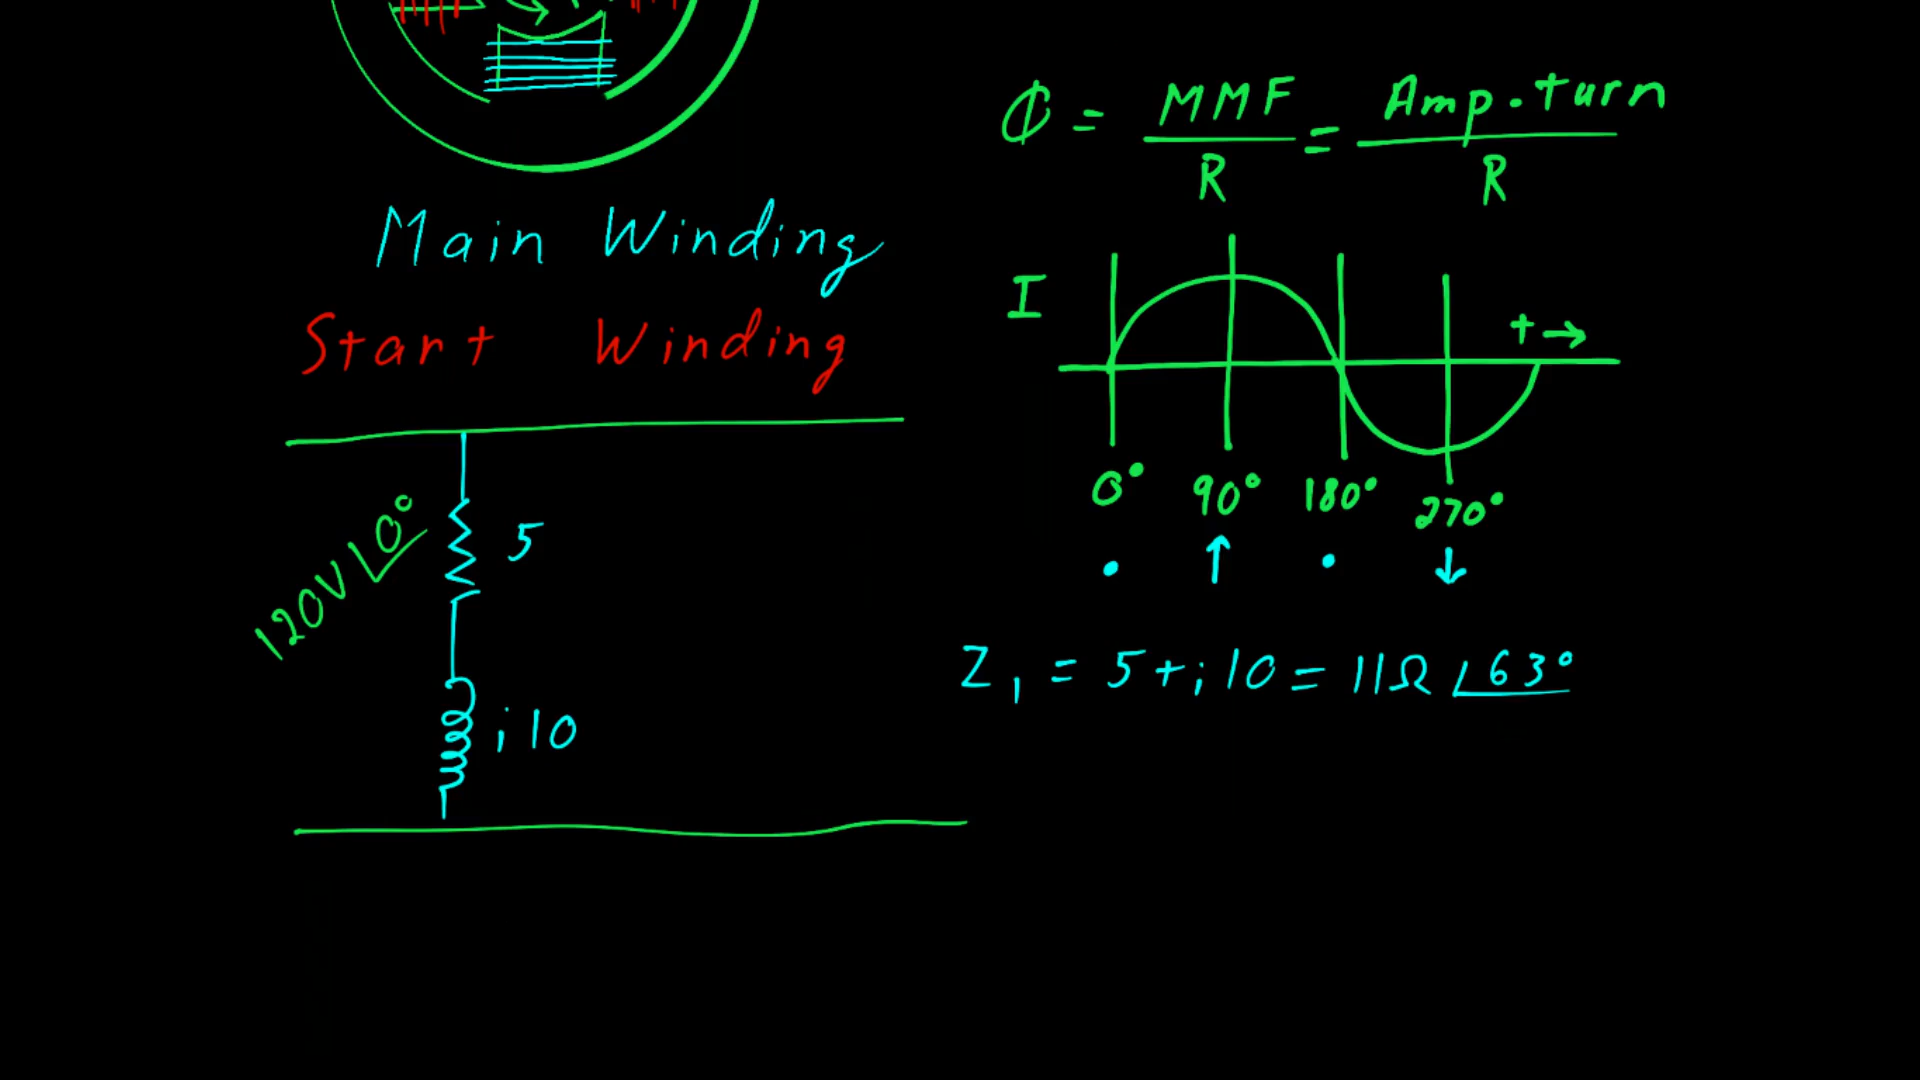 Φ = MMF / R = Amp.turn / R
Main Winding
Start Winding
I
t →
0° 90° 180° 270°
• ↑ • ↓
120V∠0°
5
j10
Z₁ = 5+j10 = 11Ω ∠63°